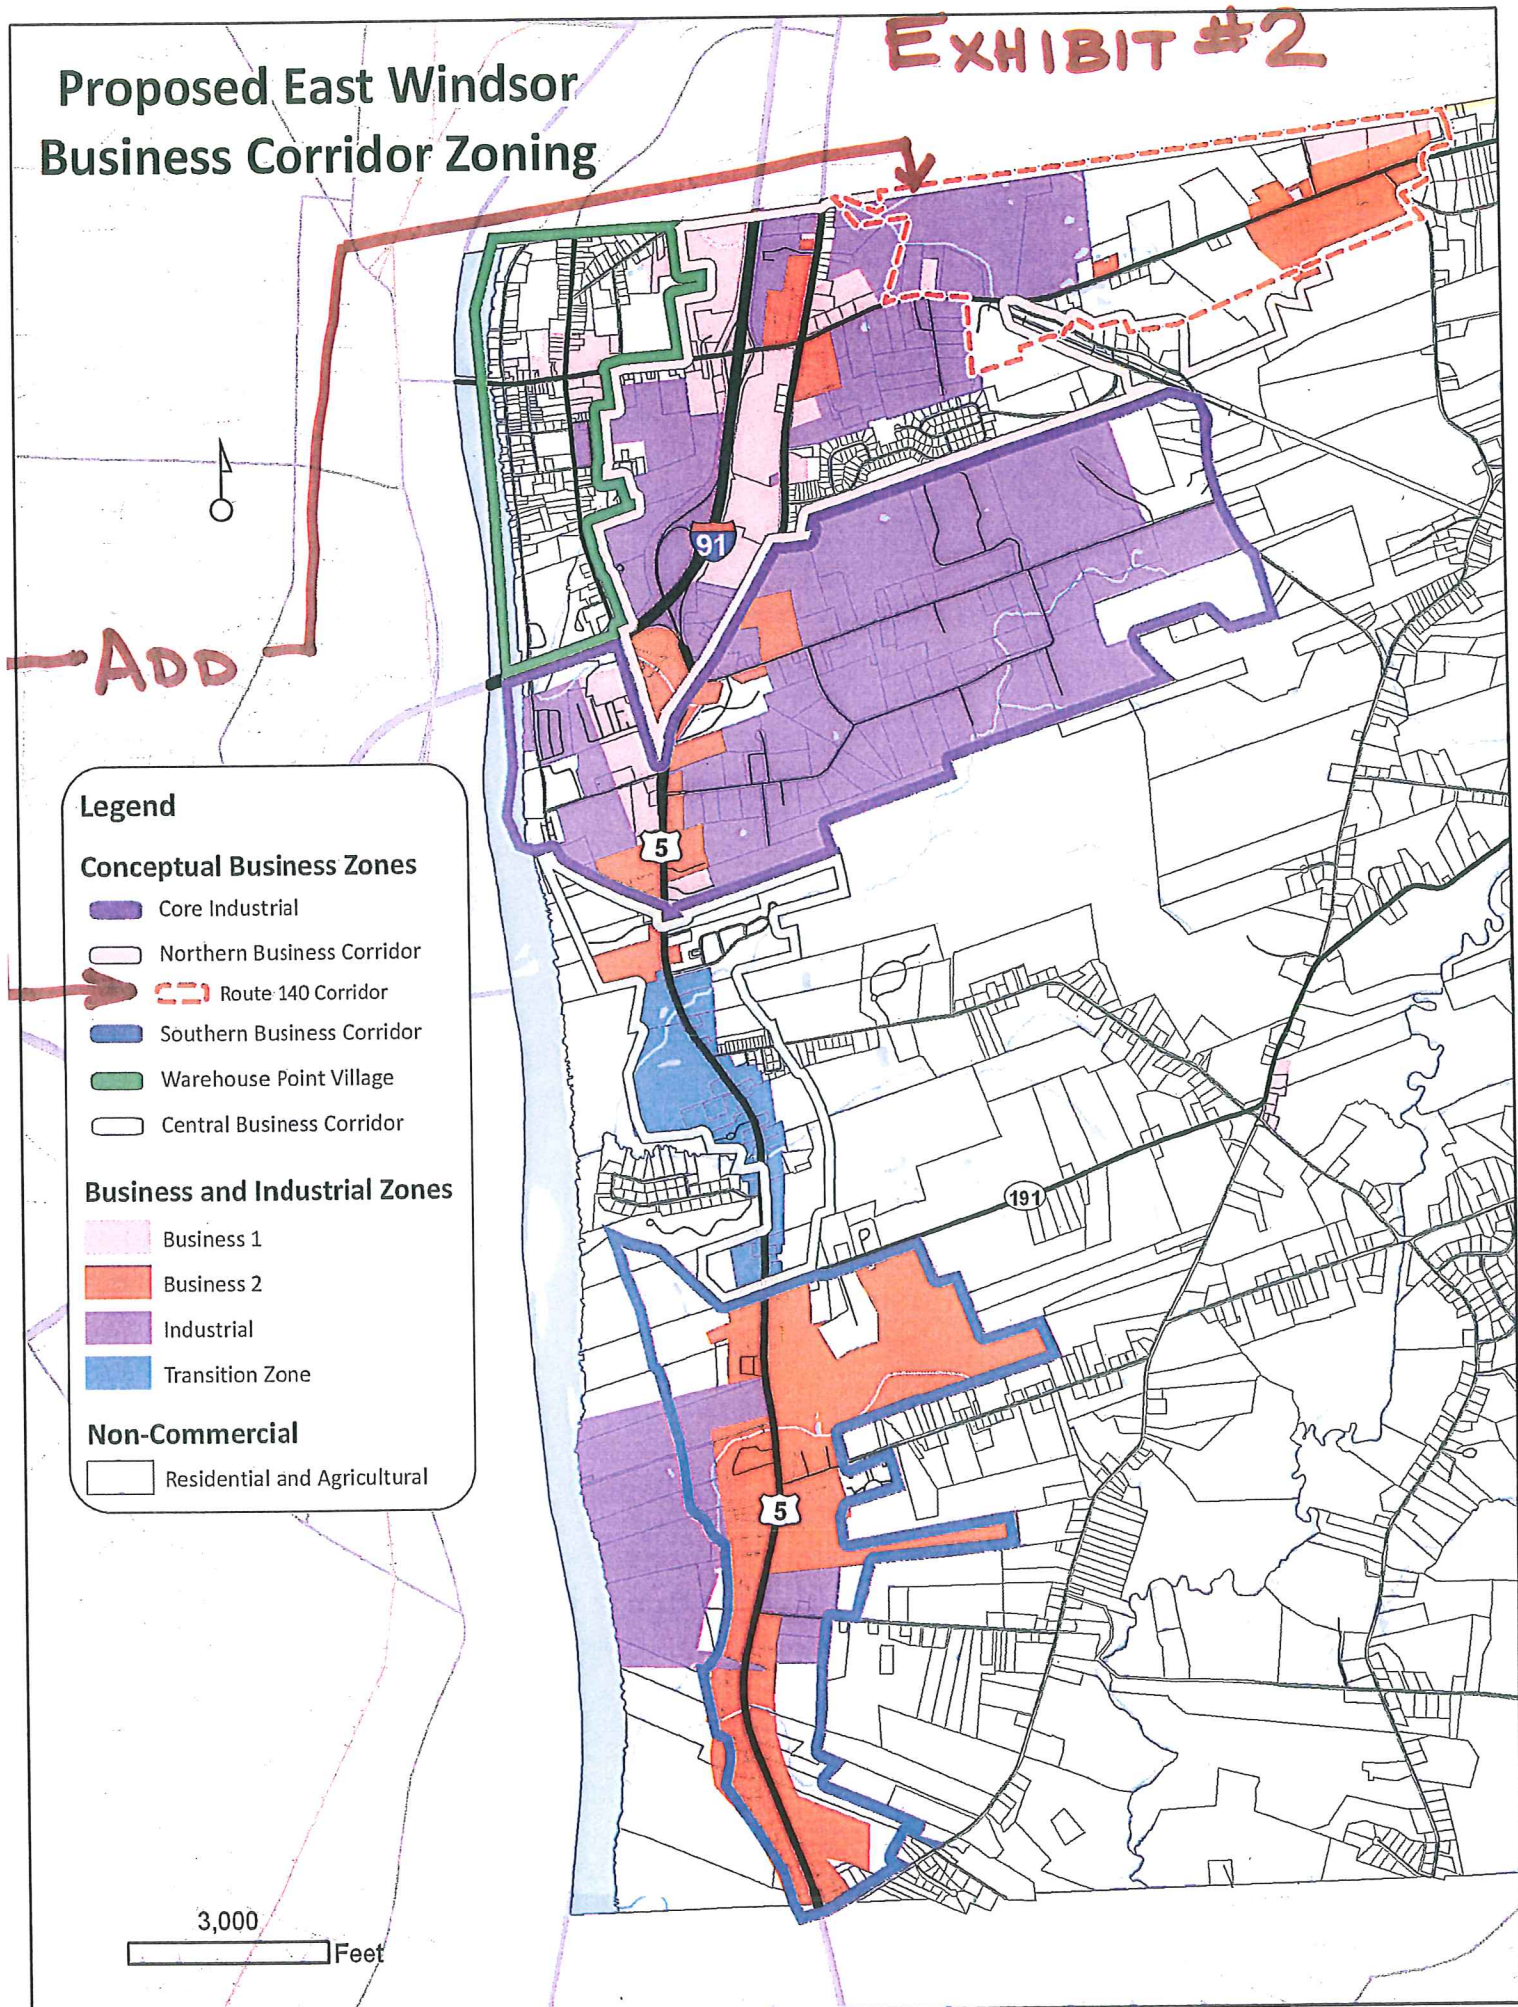 EXHIBIT #2
Proposed East Windsor
Business Corridor Zoning
91
ADD
Legend
Conceptual Business Zones
Core Industrial
Northern Business Corridor
Route 140 Corridor
Southern Business Corridor
Warehouse Point Village
Central Business Corridor
Business and Industrial Zones
Business 1
Business 2
Industrial
Transition Zone
Non-Commercial
Residential and Agricultural
5
191
5
3,000
Feet